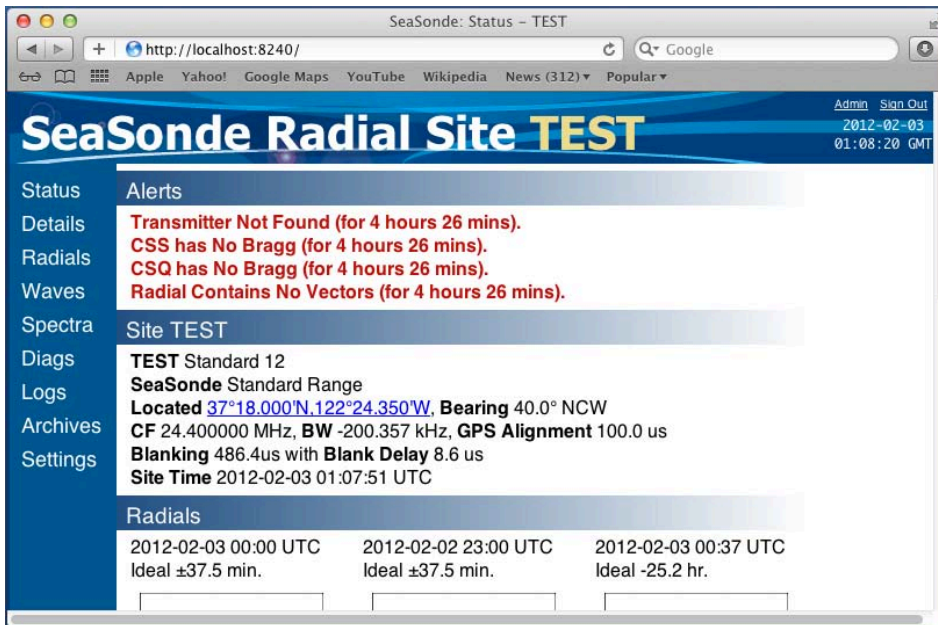 SeaSonde: Status – TEST
http://localhost:8240/
Google
Apple Yahoo! Google Maps YouTube Wikipedia News (312)▾ Popular▾
Admin Sign Out
2012-02-03
01:08:20 GMT
SeaSonde Radial Site TEST
Status
Details
Radials
Waves
Spectra
Diags
Logs
Archives
Settings
Alerts
Transmitter Not Found (for 4 hours 26 mins).
CSS has No Bragg (for 4 hours 26 mins).
CSQ has No Bragg (for 4 hours 26 mins).
Radial Contains No Vectors (for 4 hours 26 mins).
Site TEST
TEST Standard 12
SeaSonde Standard Range
Located 37°18.000'N,122°24.350'W, Bearing 40.0° NCW
CF 24.400000 MHz, BW -200.357 kHz, GPS Alignment 100.0 us
Blanking 486.4us with Blank Delay 8.6 us
Site Time 2012-02-03 01:07:51 UTC
Radials
2012-02-03 00:00 UTC 2012-02-02 23:00 UTC 2012-02-03 00:37 UTC
Ideal ±37.5 min. Ideal ±37.5 min. Ideal -25.2 hr.